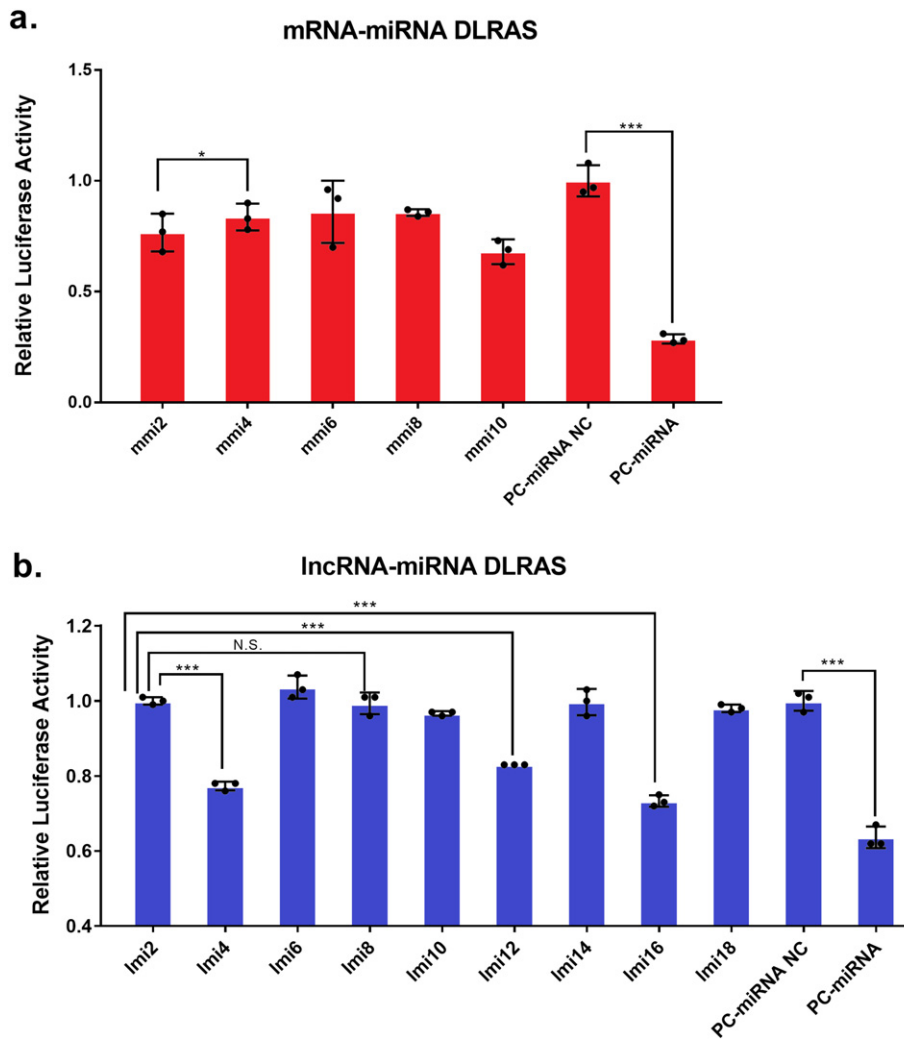 a.
mRNA-miRNA DLRAS
Relative Luciferase Activity
1.5
1.0
0.5
0.0
*
***
mmi2
mmi4
mmi6
mmi8
mmi10
PC-miRNA NC
PC-miRNA
b.
lncRNA-miRNA DLRAS
Relative Luciferase Activity
1.2
1.0
0.8
0.6
0.4
***
***
N.S.
***
***
lmi2
lmi4
lmi6
lmi8
lmi10
lmi12
lmi14
lmi16
lmi18
PC-miRNA NC
PC-miRNA